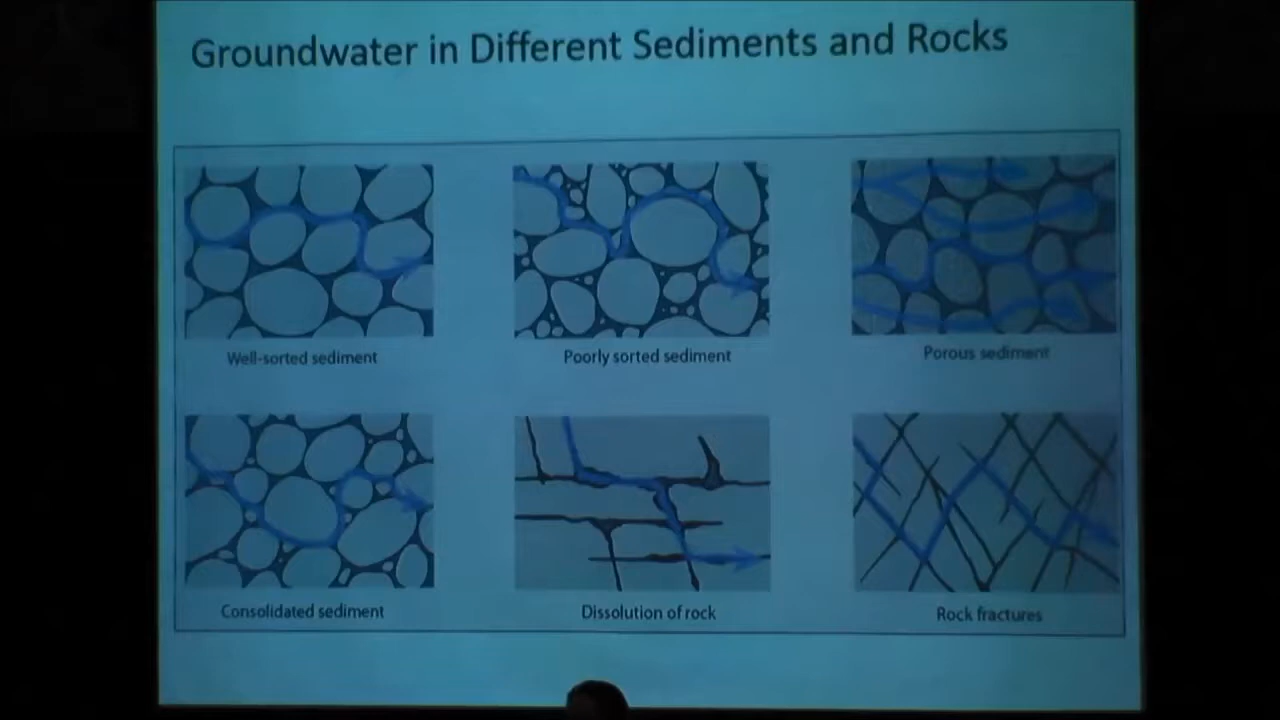 Groundwater in Different Sediments and Rocks
Well-sorted sediment
Poorly sorted sediment
Porous sediment
Consolidated sediment
Dissolution of rock
Rock fractures